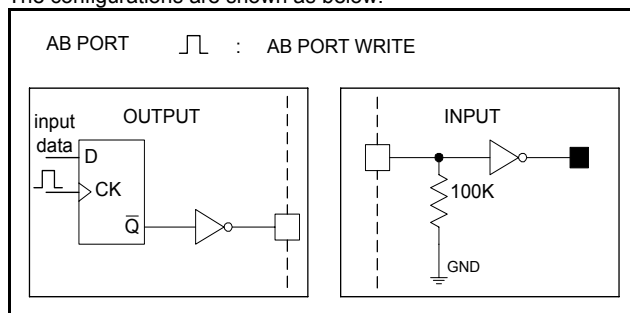 The configurations are shown as below:
AB PORT : AB PORT WRITE
OUTPUT
input
data
D
CK
Q̅
INPUT
100K
GND